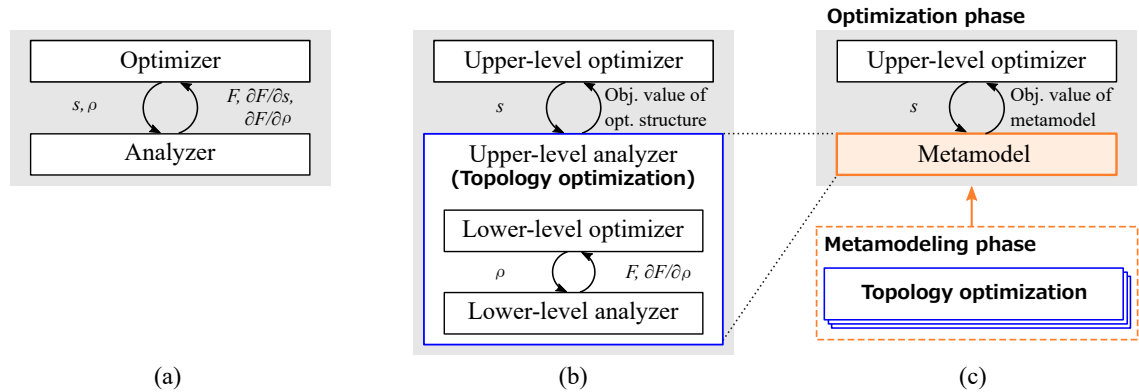 Optimizer
s, ρ
F, ∂F/∂s,
∂F/∂ρ
Analyzer
(a)
Upper-level optimizer
s
Obj. value of
opt. structure
Upper-level analyzer
(Topology optimization)
Lower-level optimizer
ρ
F, ∂F/∂ρ
Lower-level analyzer
(b)
Optimization phase
Upper-level optimizer
s
Obj. value of
metamodel
Metamodel
Metamodeling phase
Topology optimization
(c)